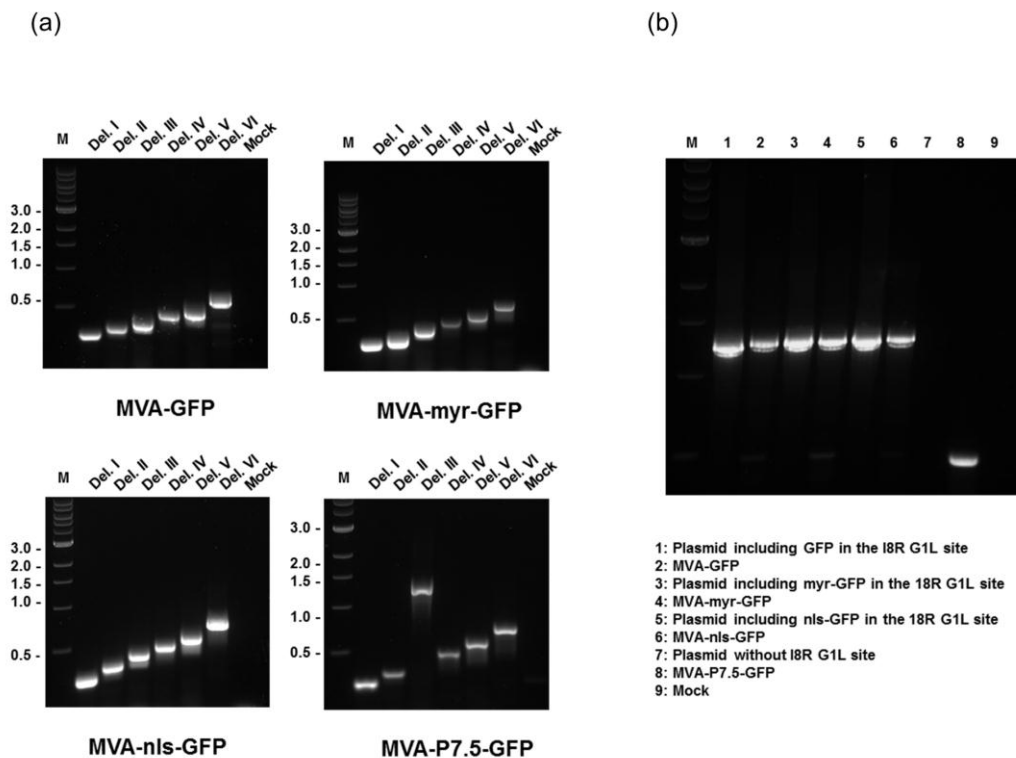 (a)
(b)
M Del. I Del. II Del. III Del. IV Del. V Del. VI Mock
3.0 -
2.0 -
1.5 -
1.0 -
0.5 -
MVA-GFP
M Del. I Del. II Del. III Del. IV Del. V Del. VI Mock
3.0 -
2.0 -
1.5 -
1.0 -
0.5 -
MVA-myr-GFP
M Del. I Del. II Del. III Del. IV Del. V Del. VI Mock
3.0 -
2.0 -
1.5 -
1.0 -
0.5 -
MVA-nls-GFP
M Del. I Del. II Del. III Del. IV Del. V Del. VI Mock
3.0 -
2.0 -
1.5 -
1.0 -
0.5 -
MVA-P7.5-GFP
M 1 2 3 4 5 6 7 8 9
1: Plasmid including GFP in the I8R G1L site
2: MVA-GFP
3: Plasmid including myr-GFP in the 18R G1L site
4: MVA-myr-GFP
5: Plasmid including nls-GFP in the 18R G1L site
6: MVA-nls-GFP
7: Plasmid without I8R G1L site
8: MVA-P7.5-GFP
9: Mock